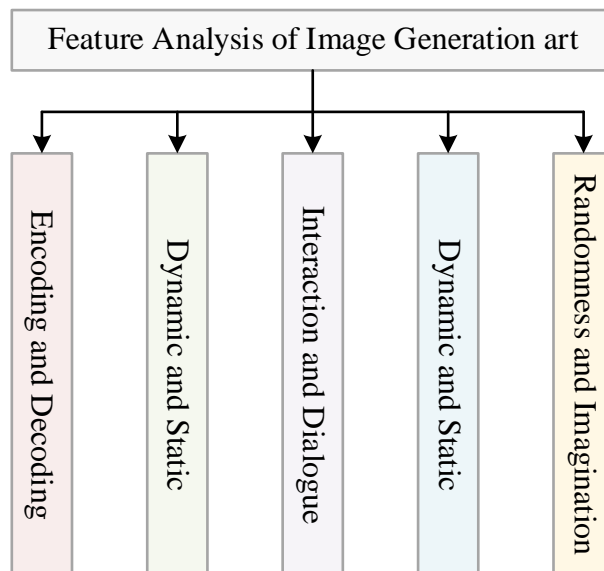 Feature Analysis of Image Generation art
Encoding and Decoding
Dynamic and Static
Interaction and Dialogue
Dynamic and Static
Randomness and Imagination